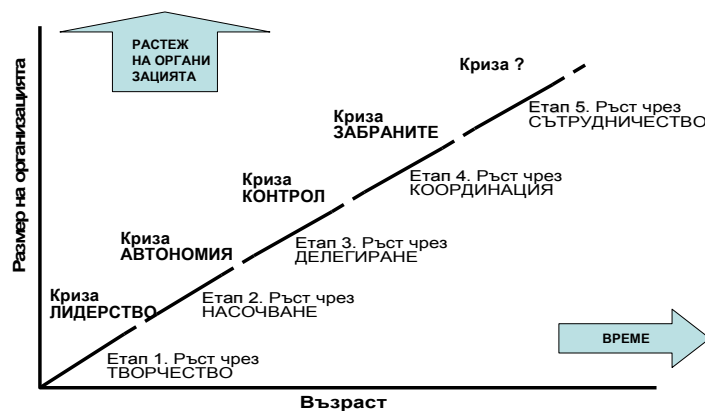 РАСТЕЖ
НА ОРГАНИ
ЗАЦИЯТА
Криза ?
Етап 5. Ръст чрез
СЪТРУДНИЧЕСТВО
Криза
ЗАБРАНИТЕ
Етап 4. Ръст чрез
КООРДИНАЦИЯ
Криза
КОНТРОЛ
Етап 3. Ръст чрез
ДЕЛЕГИРАНЕ
Криза
АВТОНОМИЯ
Етап 2. Ръст чрез
НАСОЧВАНЕ
Криза
ЛИДЕРСТВО
Етап 1. Ръст чрез
ТВОРЧЕСТВО
ВРЕМЕ
Размер на организацията
Възраст